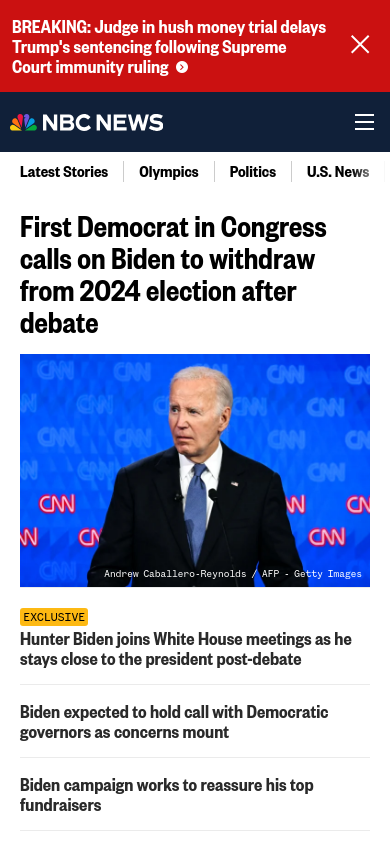 BREAKING: Judge in hush money trial delays
Trump's sentencing following Supreme
Court immunity ruling
NBC NEWS
Latest Stories
Olympics
Politics
U.S. News
First Democrat in Congress
calls on Biden to withdraw
from 2024 election after
debate
CNN
CNN
CNN
CNN
CNN
CNN
CNN
CNN
CNN
Andrew Caballero-Reynolds / AFP - Getty Images
EXCLUSIVE
Hunter Biden joins White House meetings as he
stays close to the president post-debate
Biden expected to hold call with Democratic
governors as concerns mount
Biden campaign works to reassure his top
fundraisers